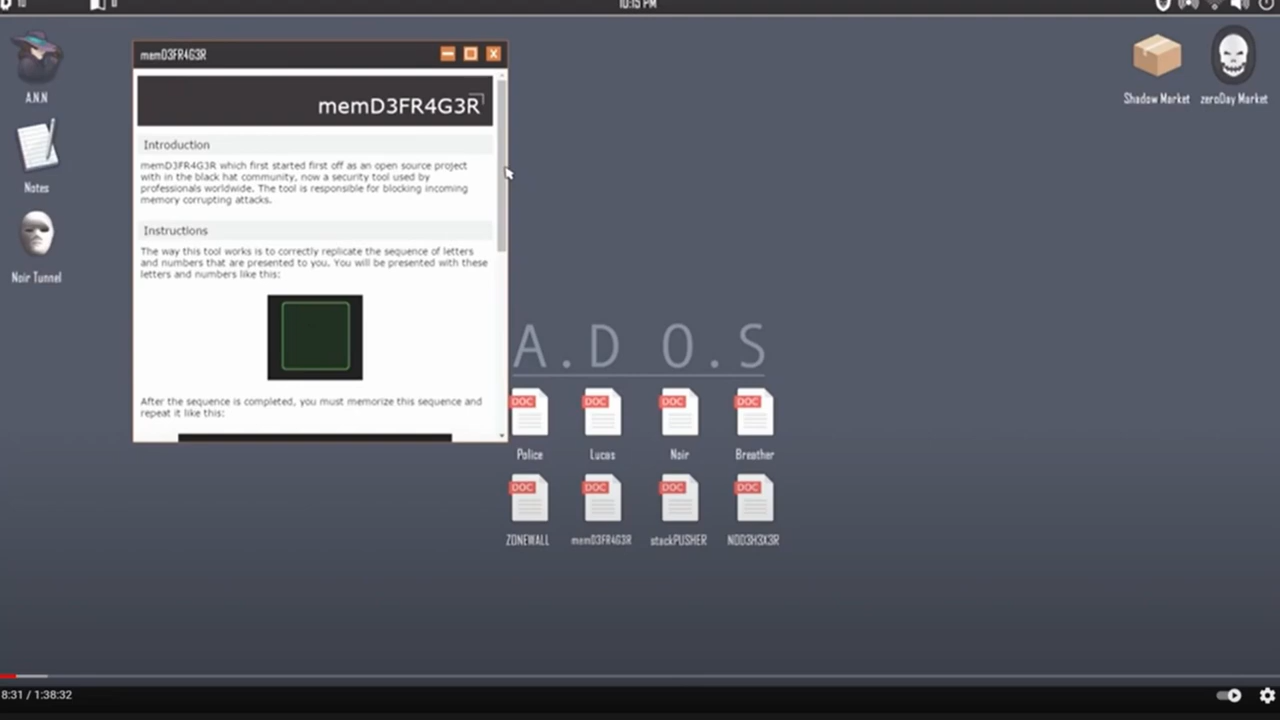 10:15 PM
memD3FR4G3R
memD3FR4G3R
Introduction
memD3FR4G3R which first started first off as an open source project
with in the black hat community, now a security tool used by
professionals worldwide. The tool is responsible for blocking incoming
memory corrupting attacks.
Instructions
The way this tool works is to correctly replicate the sequence of letters
and numbers that are presented to you. You will be presented with these
letters and numbers like this:
After the sequence is completed, you must memorize this sequence and
repeat it like this:
A.N.N
Notes
Noir Tunnel
Shadow Market
zeroDay Market
A.D O.S
DOC DOC DOC DOC
Police Lucas Noir Breather
DOC DOC DOC DOC
ZONEWALL memD3FR4G3R stackPUSHER N0D3H3X3R
8:31 / 1:38:32